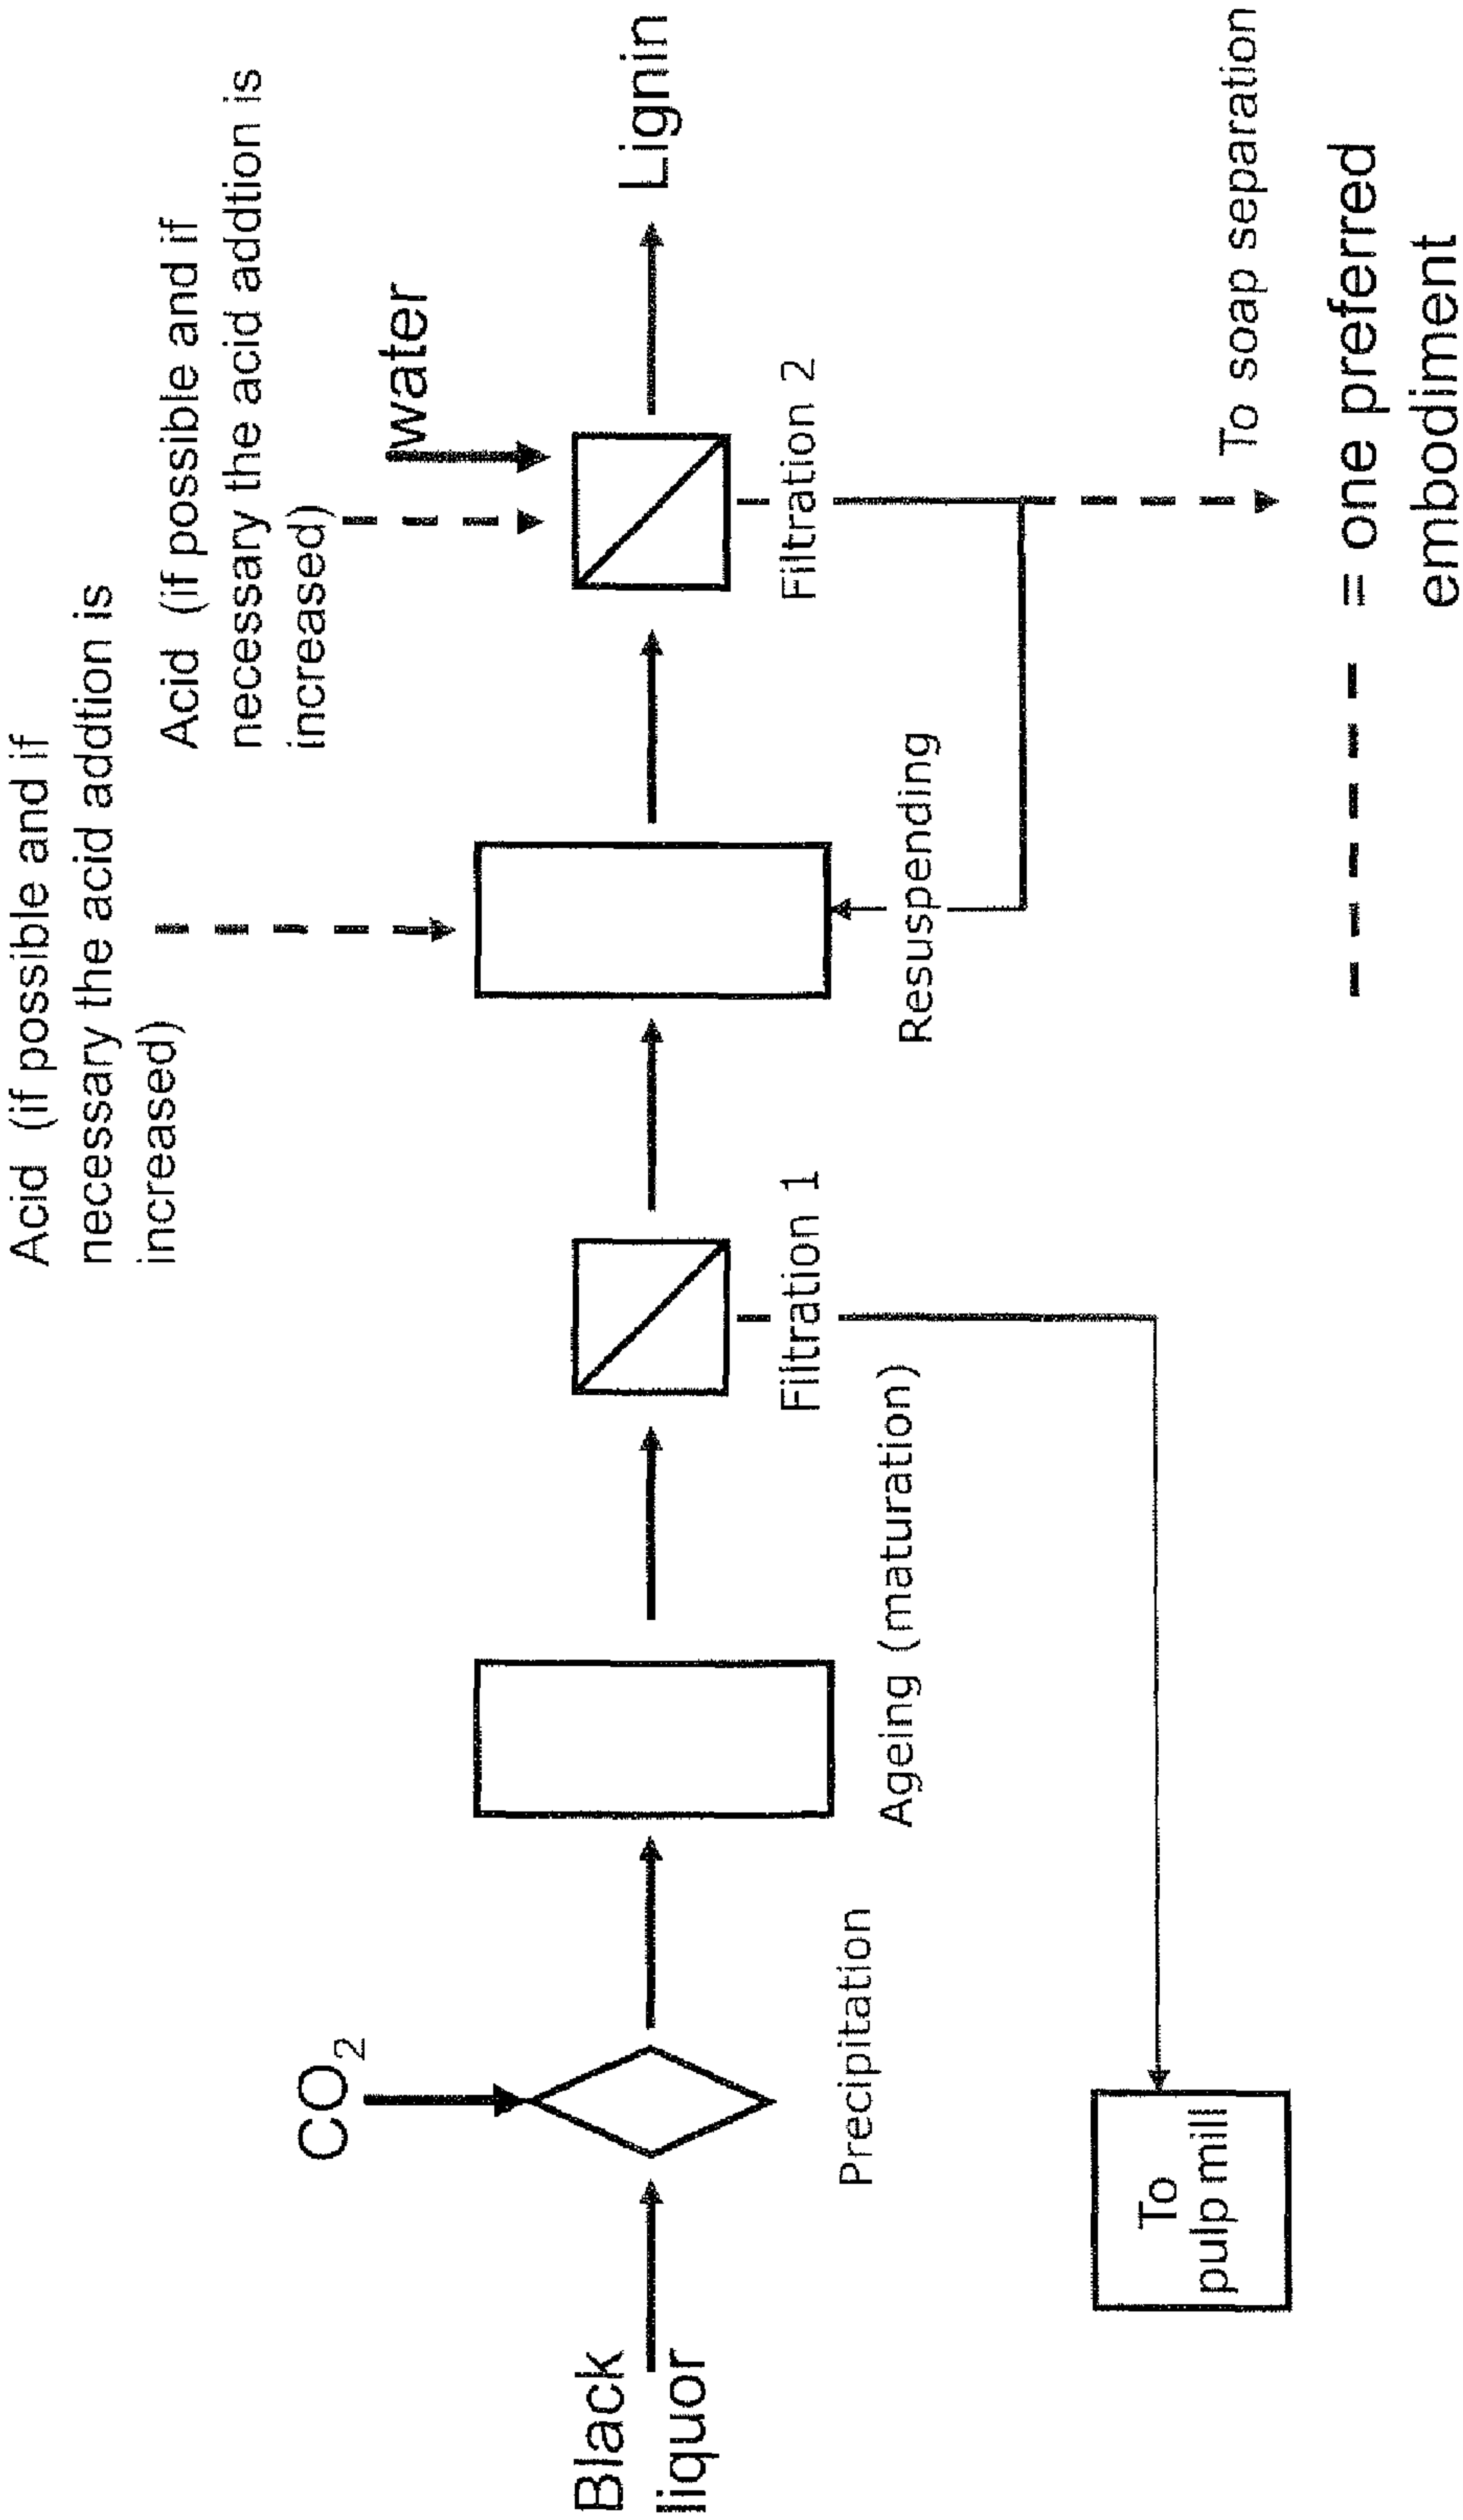 Acid (if possible and if
necessary the acid addtion is
increased)
Acid (if possible and if
necessary the acid addtion is
increased)
CO2
water
Black
liquor
Lignin
Precipitation
Ageing (maturation)
Filtration 1
Resuspending
Filtration 2
To
pulp mill
To soap separation
= one preferred
embodiment